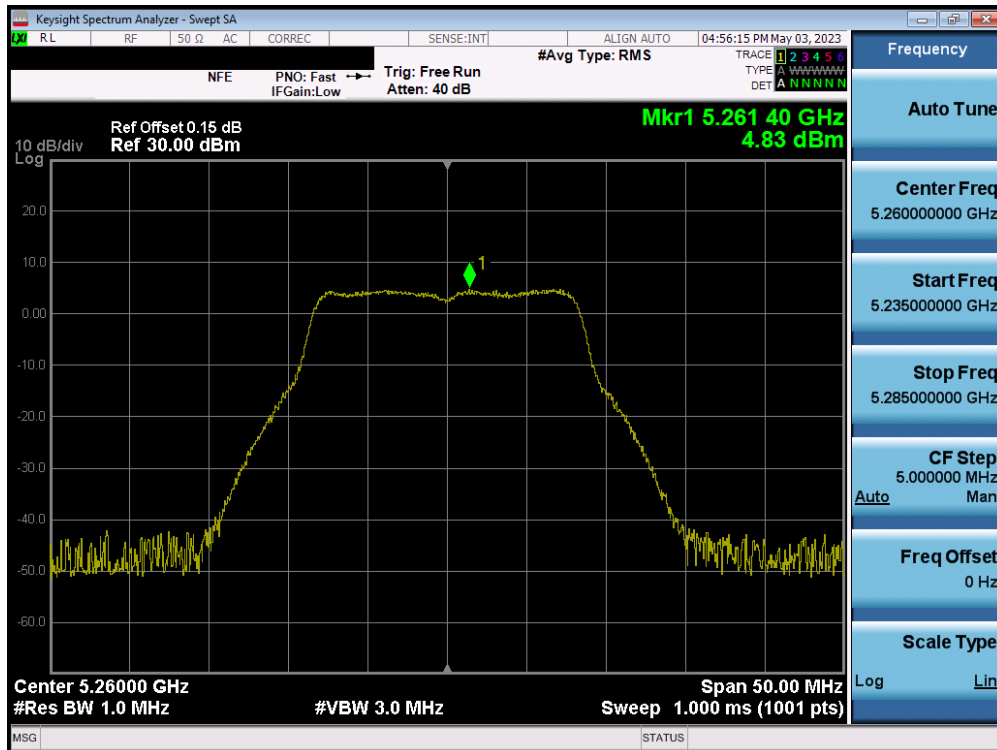 Keysight Spectrum Analyzer - Swept SA
LXI RL RF 50 Ω AC CORREC SENSE:INT ALIGN AUTO 04:56:15 PM May 03, 2023
#Avg Type: RMS TRACE 1 2 3 4 5 6
NFE PNO: Fast Trig: Free Run TYPE A WWWWW
IFGain:Low Atten: 40 dB DET A N N N N N
Mkr1 5.261 40 GHz
4.83 dBm
Ref Offset 0.15 dB
10 dB/div Ref 30.00 dBm
Log
1
20.0
10.0
0.00
-10.0
-20.0
-30.0
-40.0
-50.0
-60.0
Center 5.26000 GHz Span 50.00 MHz
#Res BW 1.0 MHz #VBW 3.0 MHz Sweep 1.000 ms (1001 pts)
MSG STATUS
Frequency
Auto Tune
Center Freq
5.260000000 GHz
Start Freq
5.235000000 GHz
Stop Freq
5.285000000 GHz
CF Step
5.000000 MHz
Auto Man
Freq Offset
0 Hz
Scale Type
Log Lin